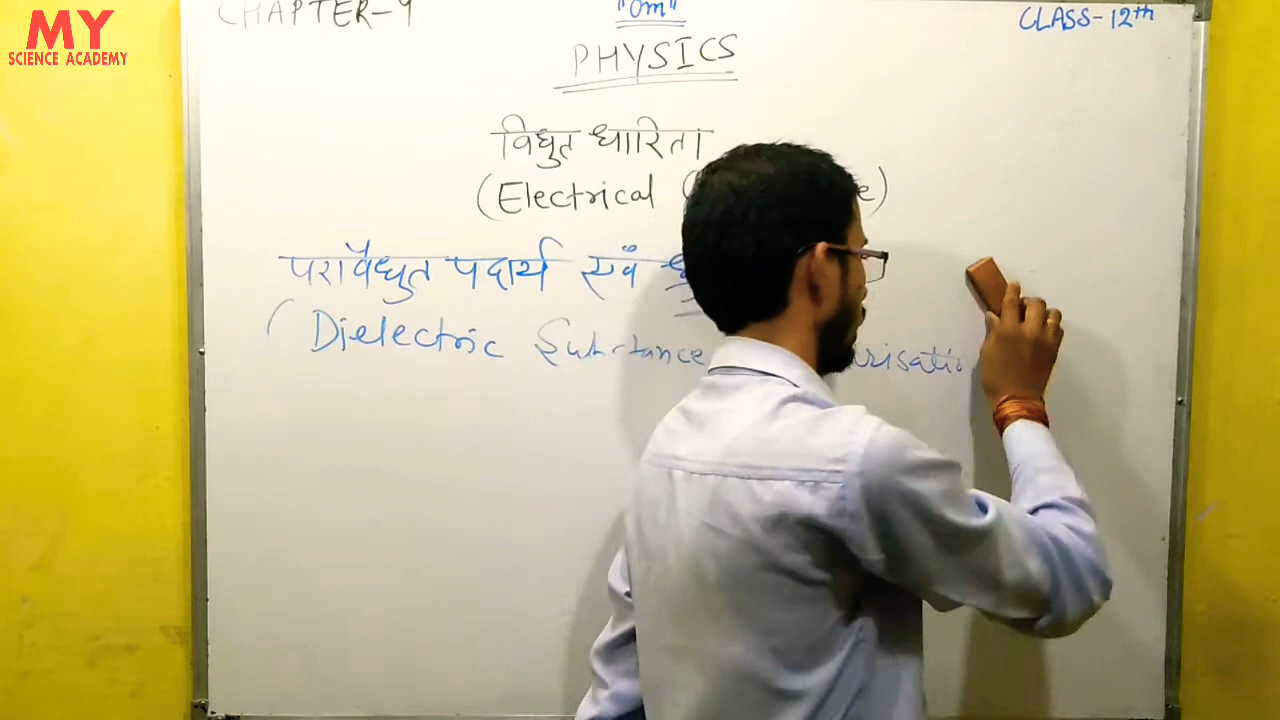 MY
SCIENCE ACADEMY
CHAPTER-9
"Om"
CLASS-12th
PHYSICS
विधुत धारिता
(Electrical
परावैधुत पदार्थ एवं
(Dielectric Substance